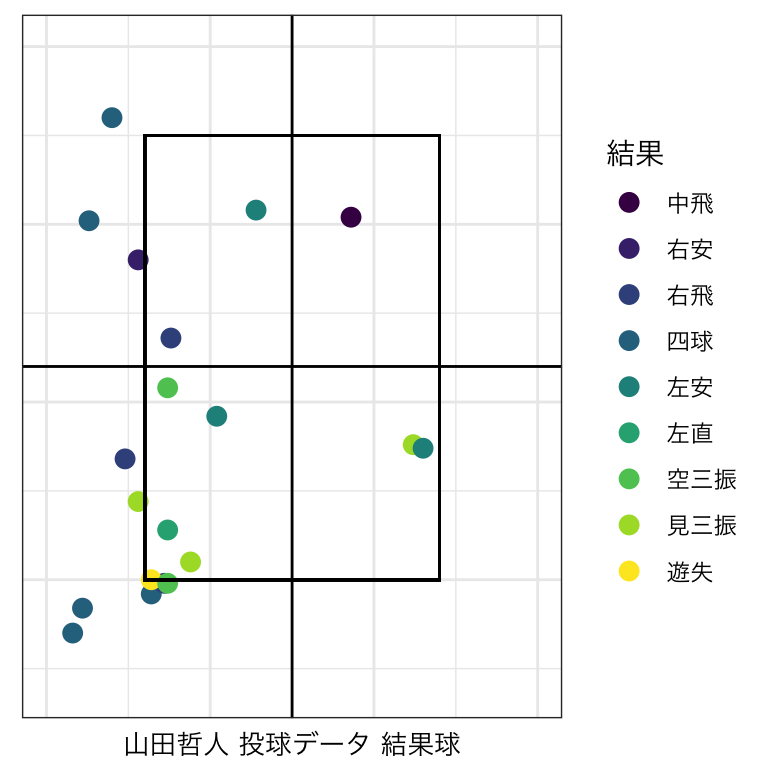 結果
中飛
右安
右飛
四球
左安
左直
空三振
見三振
遊失
山田哲人 投球データ 結果球